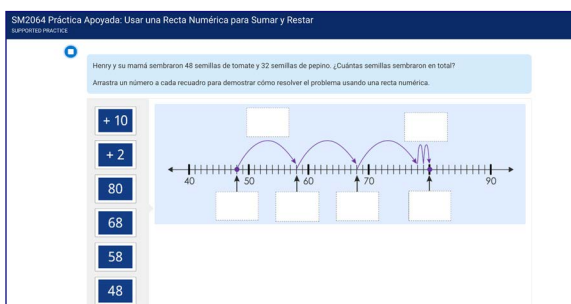 SM2064 Práctica Apoyada: Usar una Recta Numérica para Sumar y Restar
SUPPORTED PRACTICE
Henry y su mamá sembraron 48 semillas de tomate y 32 semillas de pepino. ¿Cuántas semillas sembraron en total?
Arrastra un número a cada recuadro para demostrar cómo resolver el problema usando una recta numérica.
+ 10
+ 2
80
68
58
48
40 50 60 70 90